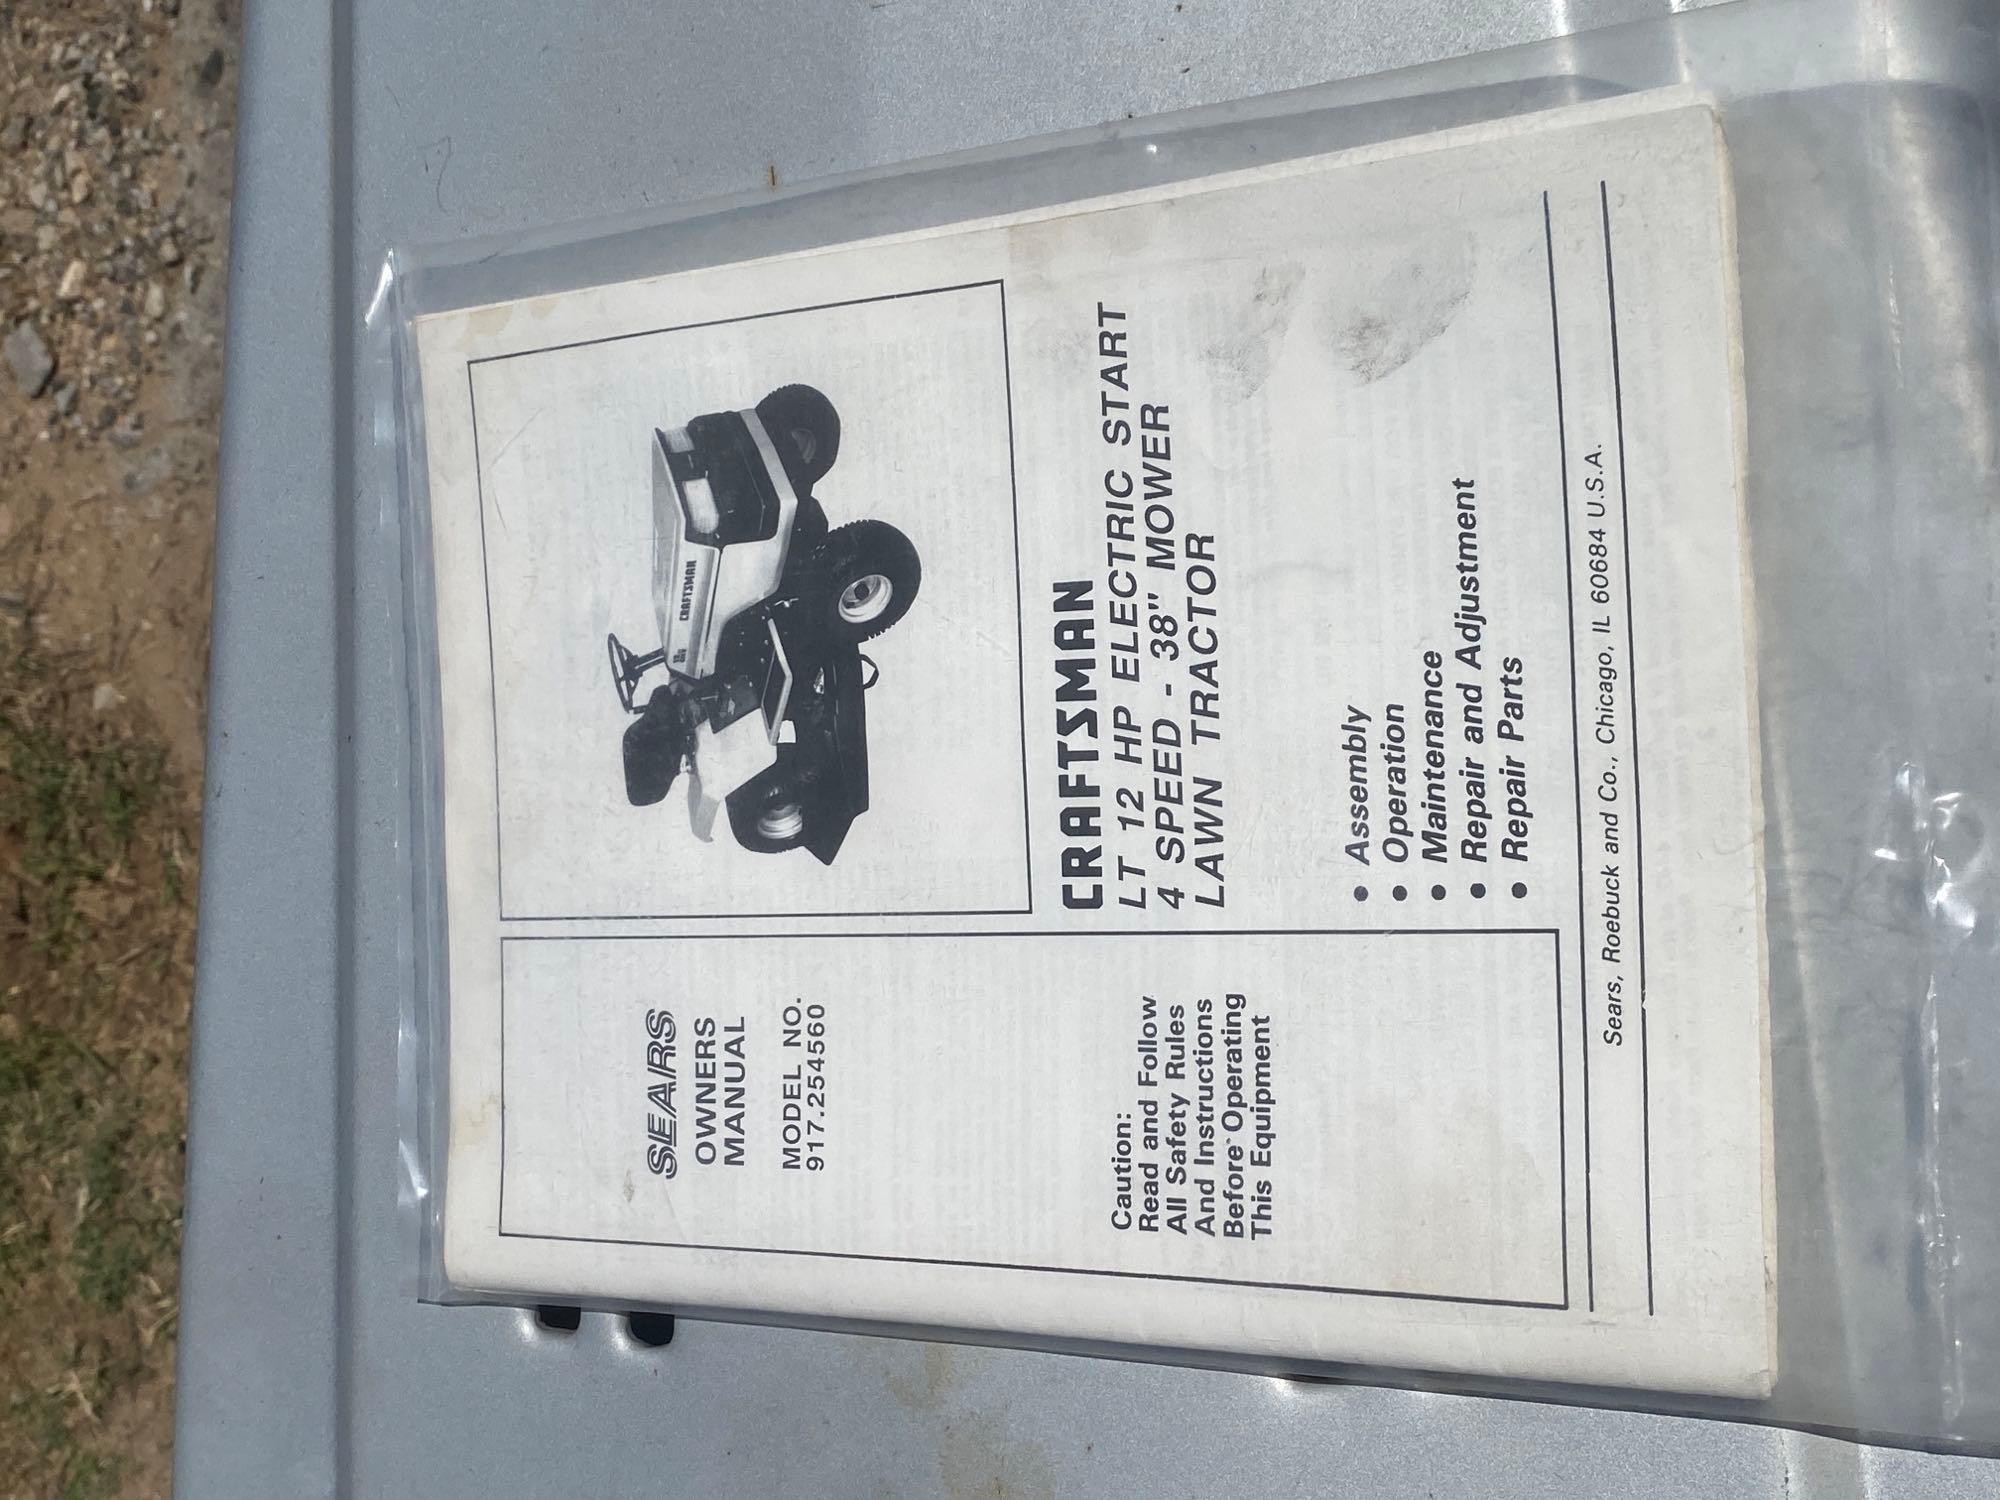 SEARS
OWNERS
MANUAL
MODEL NO.
917.254560
Caution:
Read and Follow
All Safety Rules
And Instructions
Before Operating
This Equipment
CRAFTSMAN
CRAFTSMAN
LT 12 HP ELECTRIC START
4 SPEED - 38" MOWER
LAWN TRACTOR
• Assembly
• Operation
• Maintenance
• Repair and Adjustment
• Repair Parts
Sears, Roebuck and Co., Chicago, IL 60684 U.S.A.